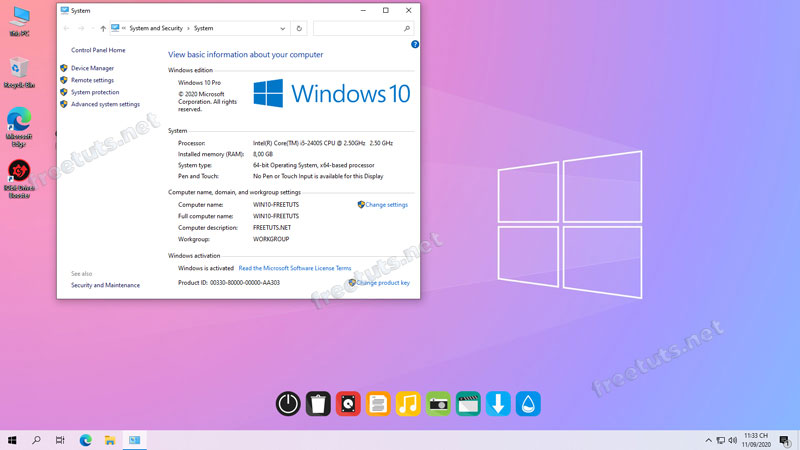 System
This PC
« System and Security > System
Recycle Bin
Control Panel Home
Device Manager
Remote settings
System protection
Advanced system settings
View basic information about your computer
Windows edition
Windows 10 Pro
© 2020 Microsoft
Corporation. All rights
reserved.
Windows 10
Microsoft
Edge
IObit Driver
Booster
System
Processor: Intel(R) Core(TM) i5-2400S CPU @ 2.50GHz 2.50 GHz
Installed memory (RAM): 8,00 GB
System type: 64-bit Operating System, x64-based processor
Pen and Touch: No Pen or Touch Input is available for this Display
Computer name, domain, and workgroup settings
Computer name: WIN10-FREETUTS Change settings
Full computer name: WIN10-FREETUTS
Computer description: FREETUTS.NET
Workgroup: WORKGROUP
Windows activation
Windows is activated Read the Microsoft Software License Terms
Product ID: 00330-80000-00000-AA303 Change product key
See also
Security and Maintenance
freetuts.net
freetuts.net
freetuts.net
11:33 CH
11/09/2020
1